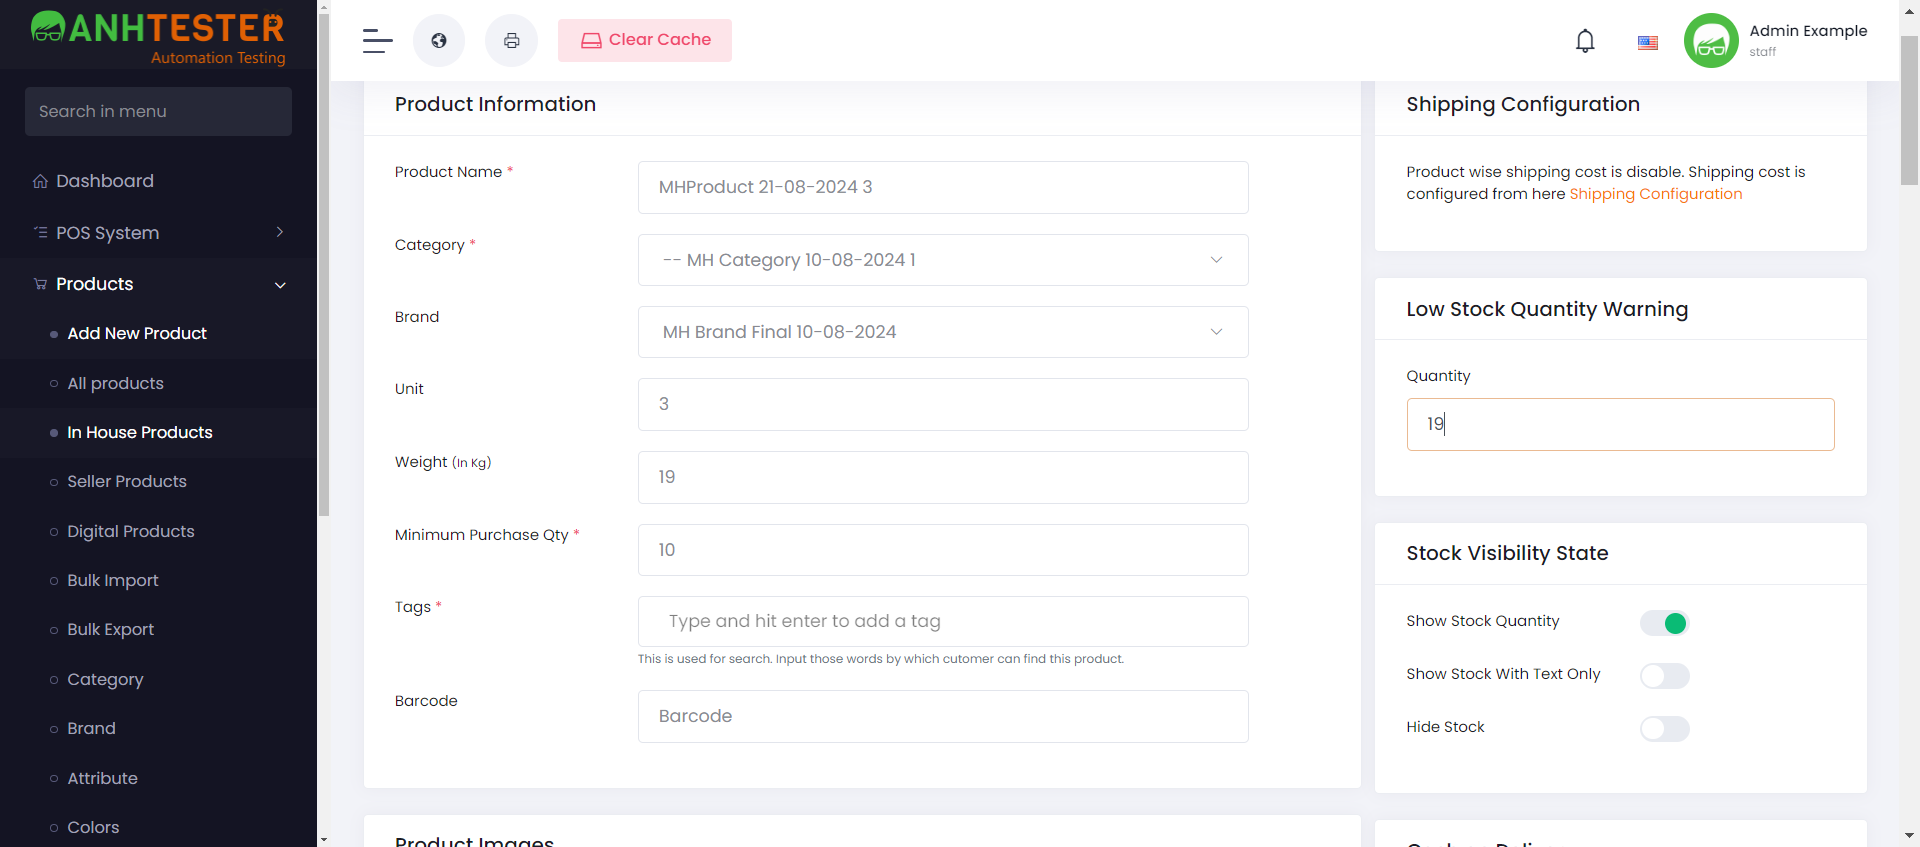 ANHTESTER
Automation Testing
Search in menu
Dashboard
POS System
Products
Add New Product
All products
In House Products
Seller Products
Digital Products
Bulk Import
Bulk Export
Category
Brand
Attribute
Colors
Clear Cache
Admin Example
staff
Product Information
Product Name *
MHProduct 21-08-2024 3
Category *
-- MH Category 10-08-2024 1
Brand
MH Brand Final 10-08-2024
Unit
3
Weight (In Kg)
19
Minimum Purchase Qty *
10
Tags *
Type and hit enter to add a tag
This is used for search. Input those words by which cutomer can find this product.
Barcode
Barcode
Product Images
Shipping Configuration
Product wise shipping cost is disable. Shipping cost is
configured from here Shipping Configuration
Low Stock Quantity Warning
Quantity
19
Stock Visibility State
Show Stock Quantity
Show Stock With Text Only
Hide Stock